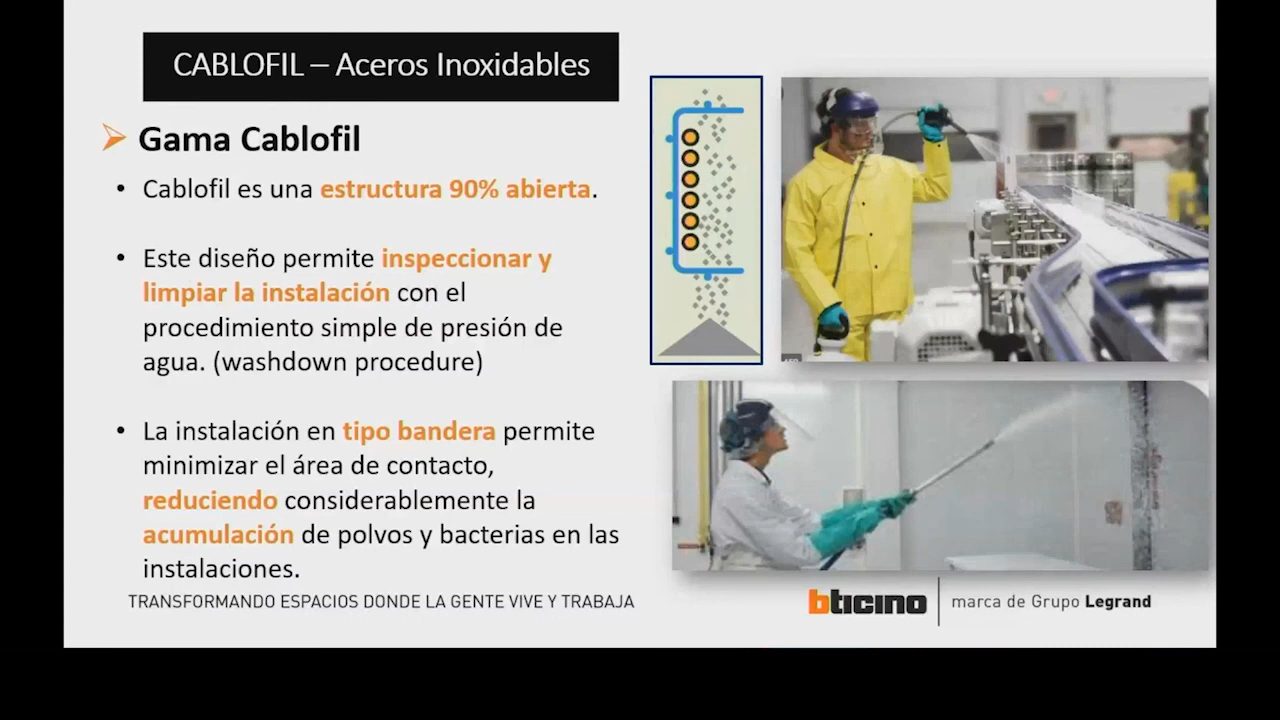 CABLOFIL – Aceros Inoxidables
Gama Cablofil
• Cablofil es una estructura 90% abierta.
• Este diseño permite inspeccionar y
limpiar la instalación con el
procedimiento simple de presión de
agua. (washdown procedure)
• La instalación en tipo bandera permite
minimizar el área de contacto,
reduciendo considerablemente la
acumulación de polvos y bacterias en las
instalaciones.
TRANSFORMANDO ESPACIOS DONDE LA GENTE VIVE Y TRABAJA
bticino
marca de Grupo Legrand